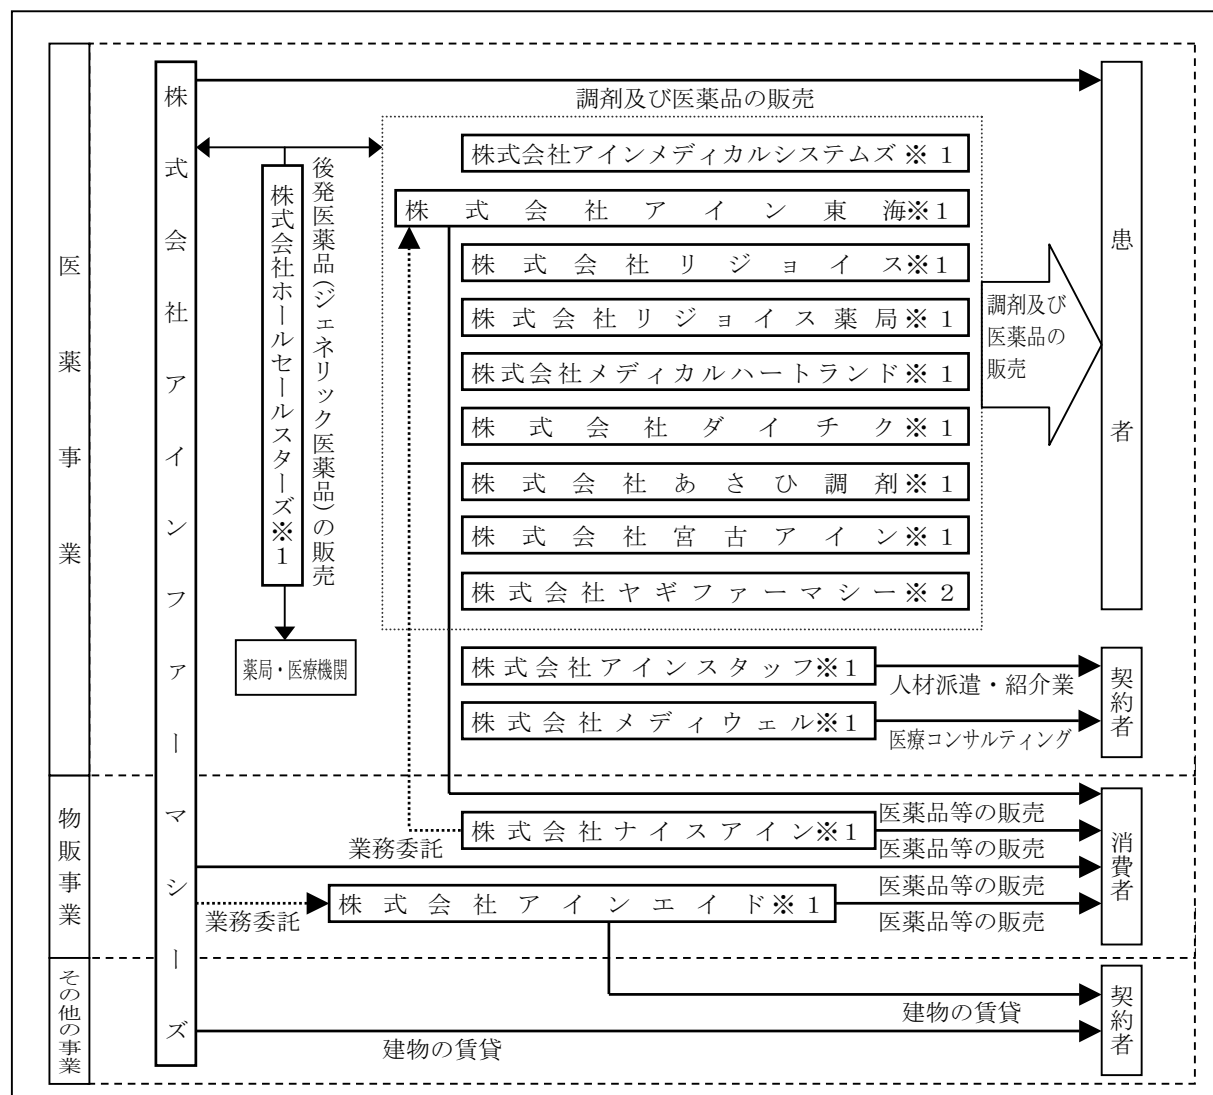 医薬事業
物販事業
その他の事業
株式会社アインファーマシーズ
調剤及び医薬品の販売
株式会社ホールセールスターズ※1
後発医薬品(ジェネリック医薬品)の販売
薬局・医療機関
株式会社アインメディカルシステムズ※1
株式会社アイン東海※1
株式会社リジョイス※1
株式会社リジョイス薬局※1
株式会社メディカルハートランド※1
株式会社ダイチク※1
株式会社あさひ調剤※1
株式会社宮古アイン※1
株式会社ヤギファーマシー※2
調剤及び
医薬品の
販売
患者
株式会社アインスタッフ※1
人材派遣・紹介業
株式会社メディウェル※1
医療コンサルティング
契約者
医薬品等の販売
株式会社ナイスアイン※1
業務委託
医薬品等の販売
医薬品等の販売
業務委託
株式会社アインエイド※1
医薬品等の販売
消費者
建物の賃貸
建物の賃貸
契約者